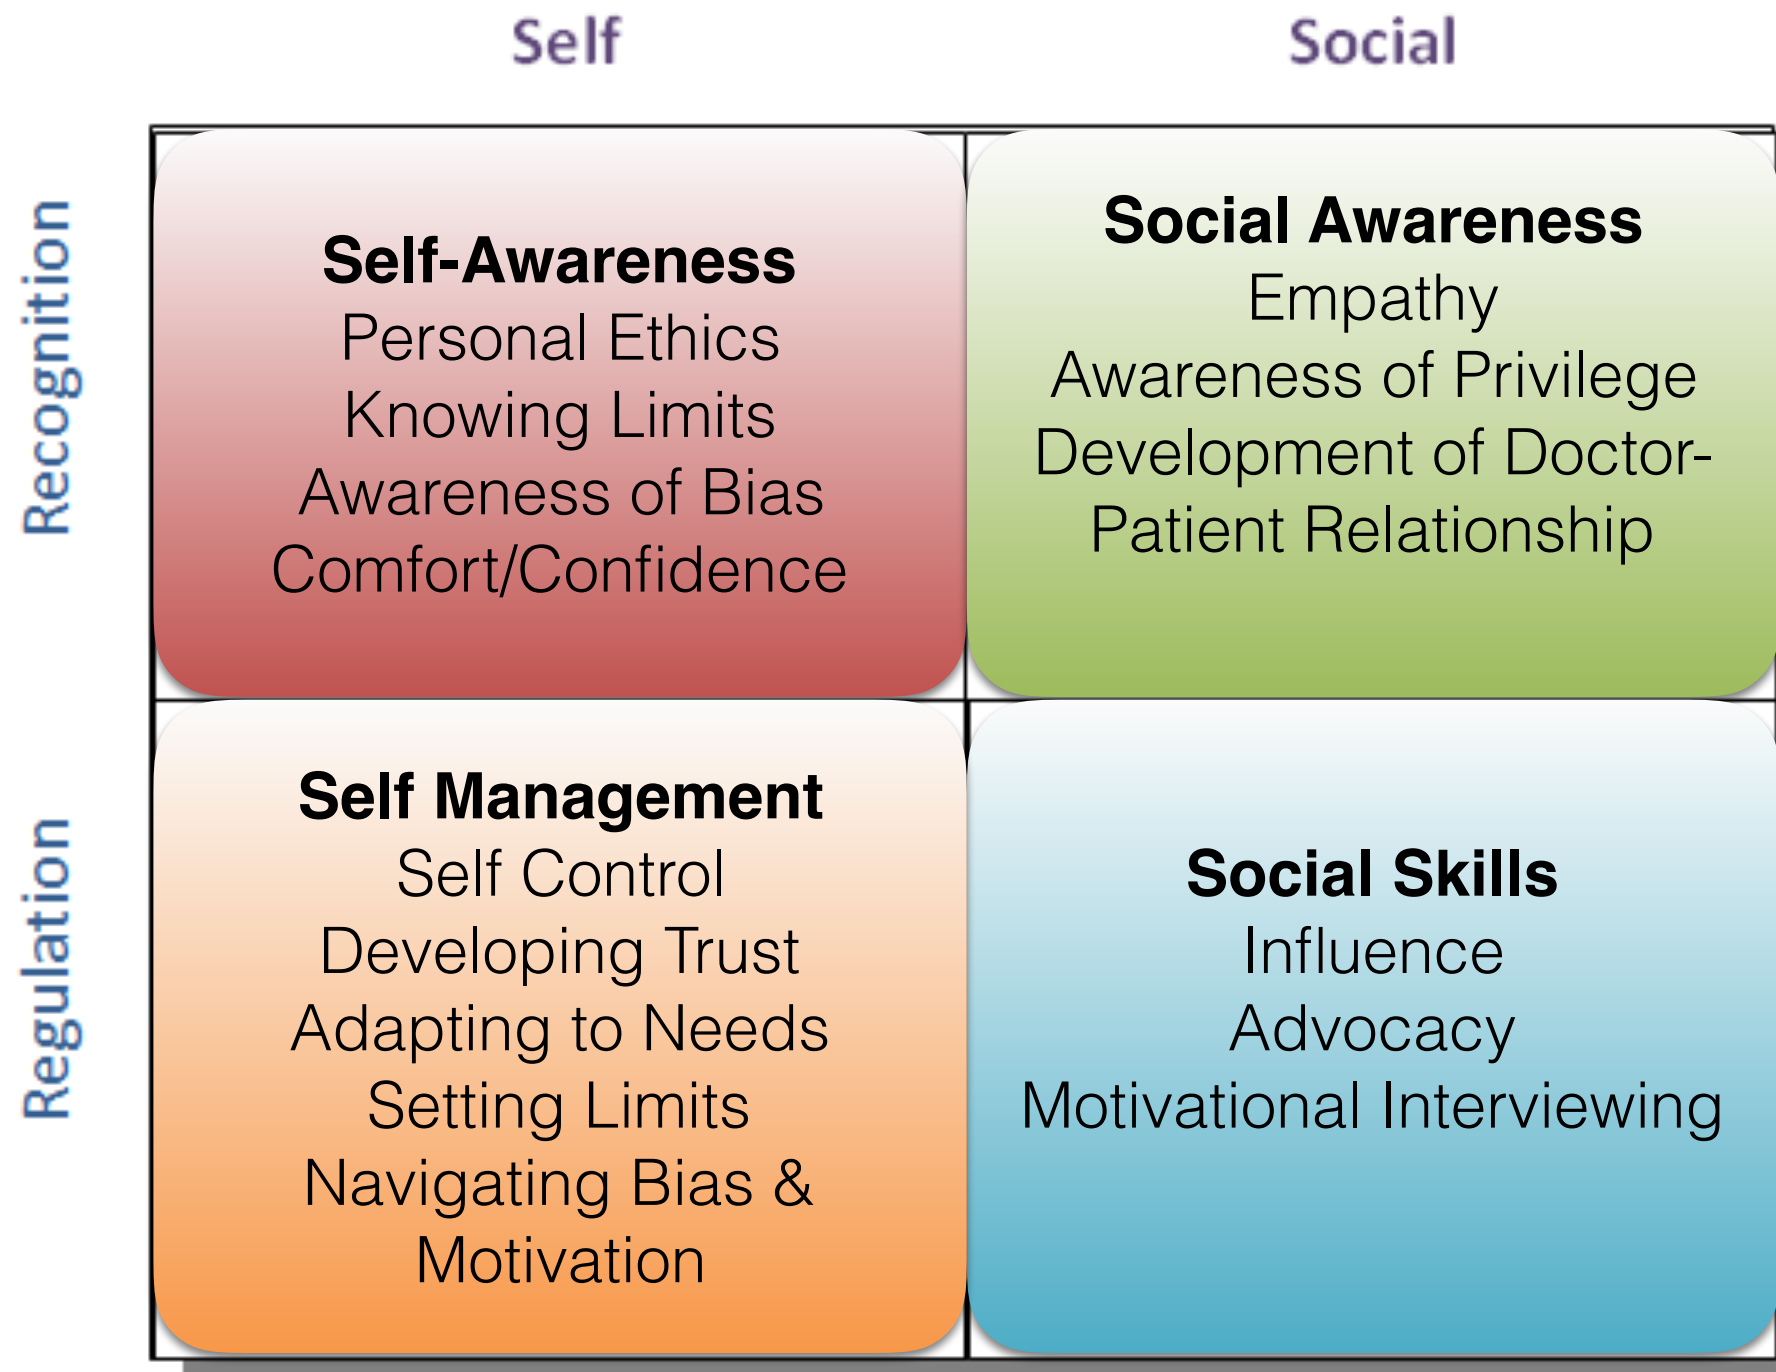 Self
Social
Recognition
Self-Awareness
Personal Ethics
Knowing Limits
Awareness of Bias
Comfort/Confidence
Social Awareness
Empathy
Awareness of Privilege
Development of Doctor-
Patient Relationship
Regulation
Self Management
Self Control
Developing Trust
Adapting to Needs
Setting Limits
Navigating Bias &
Motivation
Social Skills
Influence
Advocacy
Motivational Interviewing